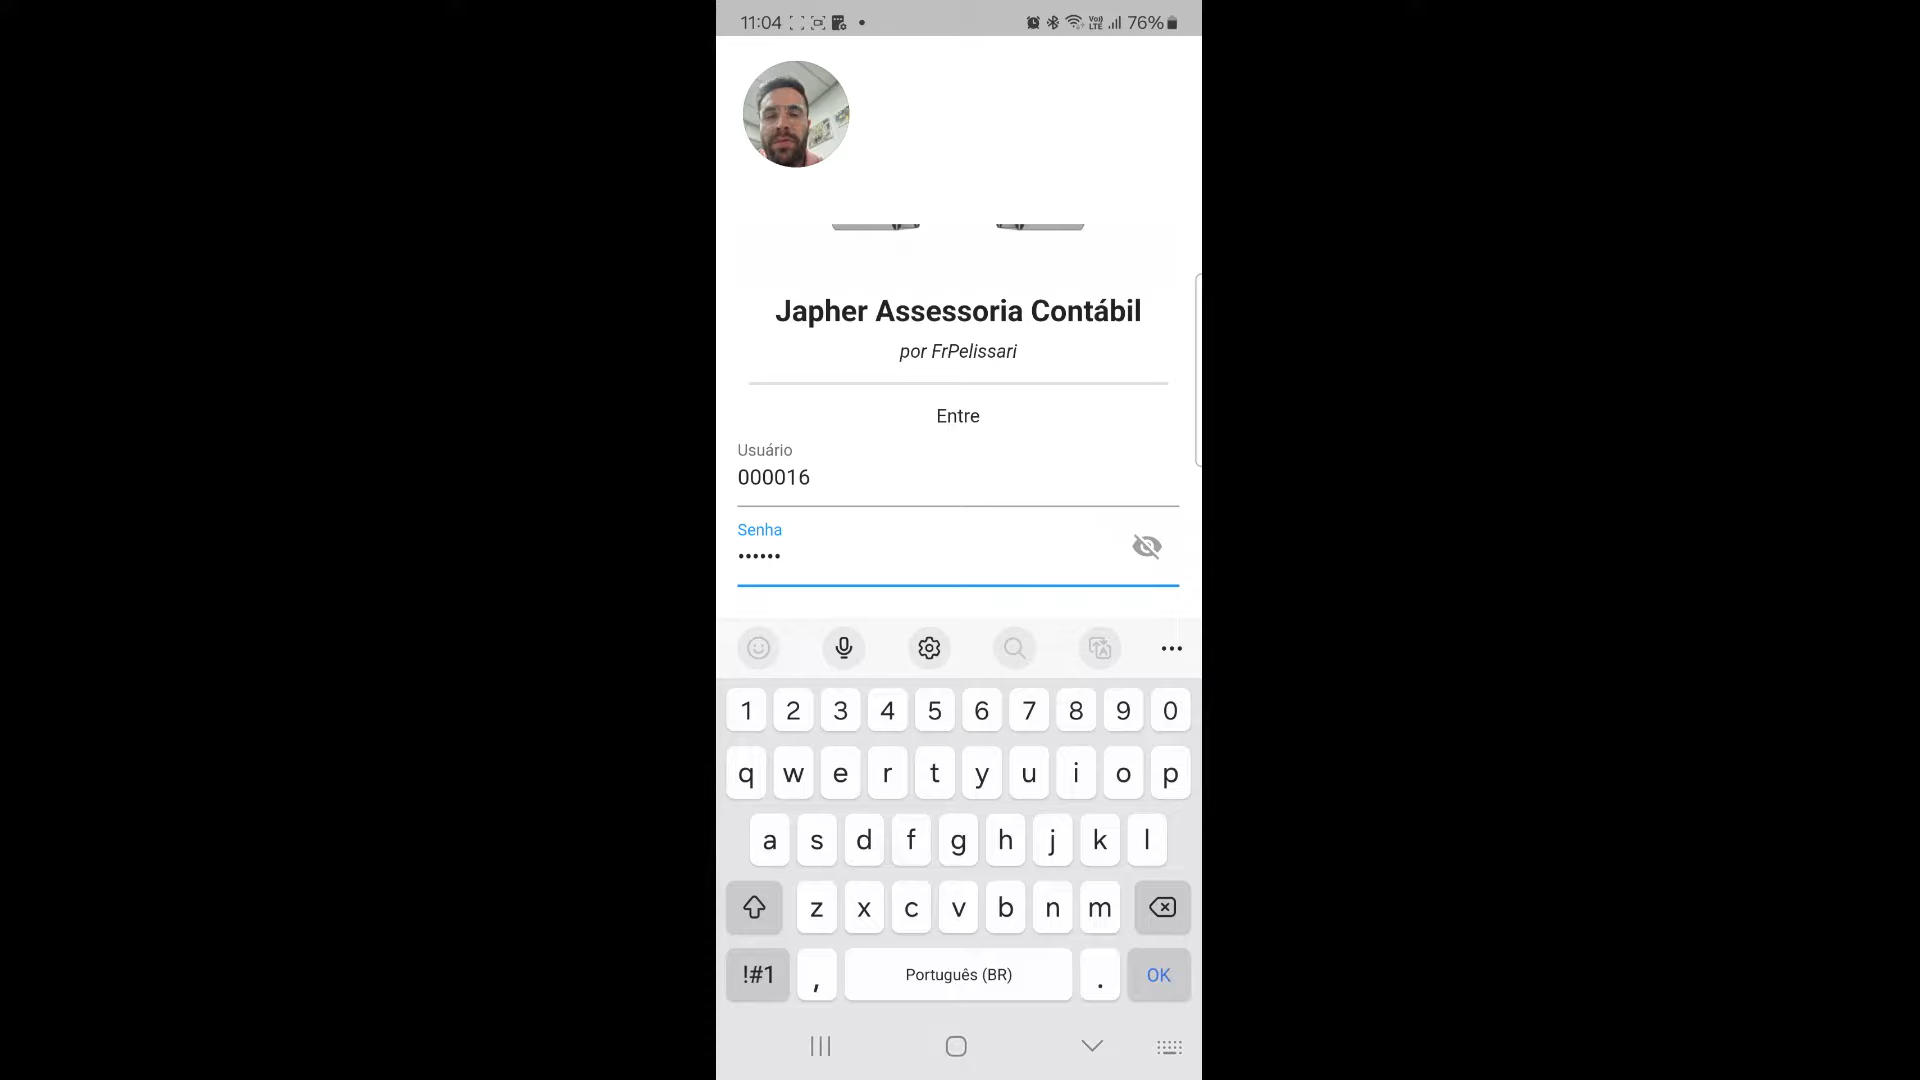 11:04 76%
Japher Assessoria Contábil
por FrPelissari
Entre
Usuário
000016
Senha
••••••
1 2 3 4 5 6 7 8 9 0
q w e r t y u i o p
a s d f g h j k l
z x c v b n m
!#1 , Português (BR) . OK